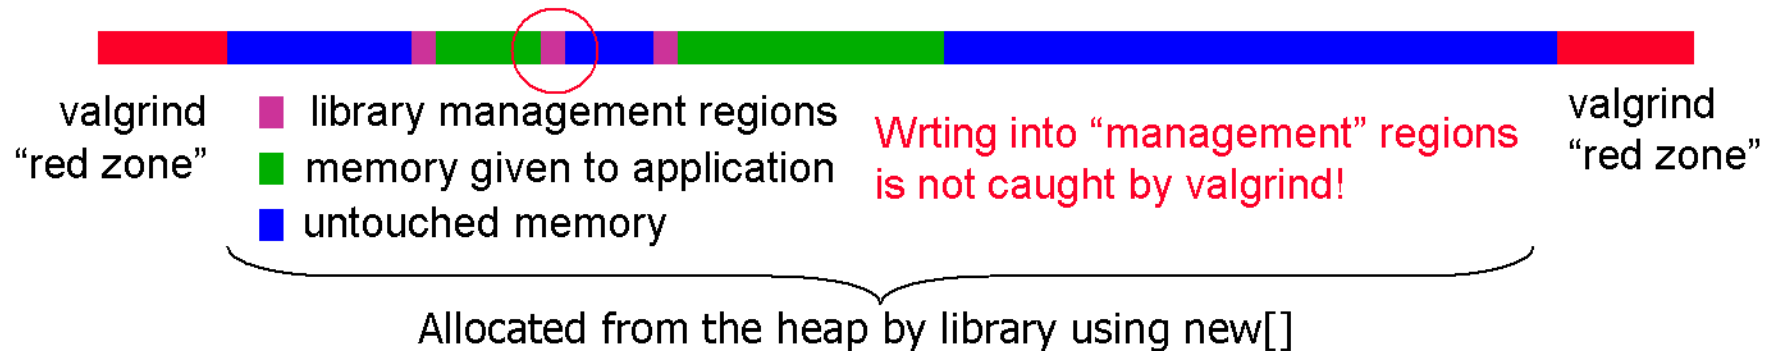 valgrind
“red zone”
library management regions
memory given to application
untouched memory
Wrting into “management” regions
is not caught by valgrind!
valgrind
“red zone”
Allocated from the heap by library using new[]